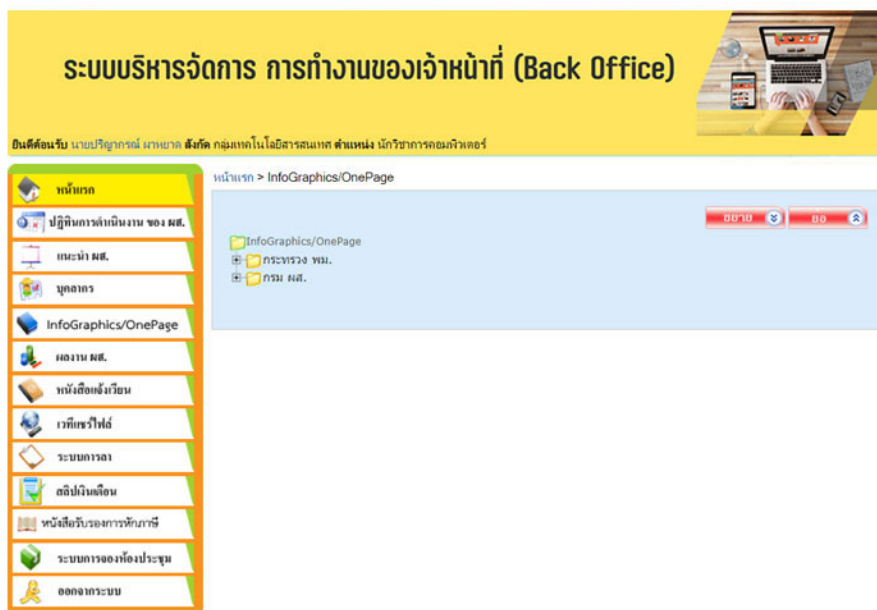 ระบบบริหารจัดการ การทำงานของเจ้าหน้าที่ (Back Office)
ยินดีต้อนรับ นายปริญากรณ์ ผาหยาด สังกัด กลุ่มเทคโนโลยีสารสนเทศ ตำแหน่ง นักวิชาการคอมพิวเตอร์
หน้าแรก > InfoGraphics/OnePage
ขยาย ย่อ
InfoGraphics/OnePage
กระทรวง พม.
กรม ผส.
หน้าแรก
ปฏิทินการดำเนินงาน ของ ผส.
แนะนำ ผส.
บุคลากร
InfoGraphics/OnePage
ผลงาน ผส.
หนังสือแจ้งเวียน
เวทีแชร์ไฟล์
ระบบการลา
สลิปเงินเดือน
หนังสือรับรองการหักภาษี
ระบบการจองห้องประชุม
ออกจากระบบ